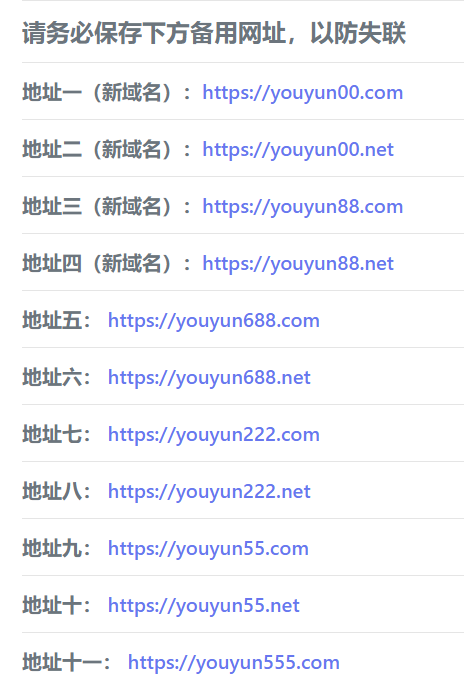 请务必保存下方备用网址，以防失联
地址一（新域名）：https://youyun00.com
地址二（新域名）：https://youyun00.net
地址三（新域名）：https://youyun88.com
地址四（新域名）：https://youyun88.net
地址五： https://youyun688.com
地址六： https://youyun688.net
地址七： https://youyun222.com
地址八： https://youyun222.net
地址九： https://youyun55.com
地址十： https://youyun55.net
地址十一： https://youyun555.com